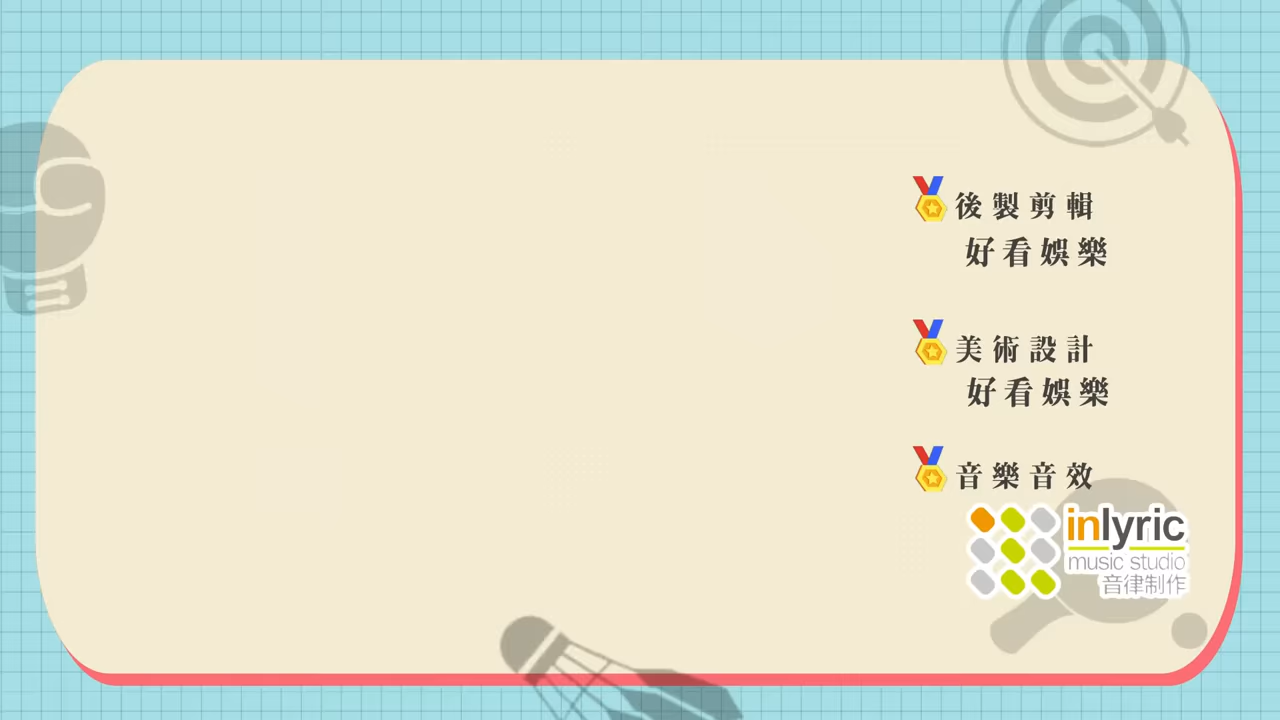 後製剪輯
好看娛樂
美術設計
好看娛樂
音樂音效
inlyric
music studio
音律制作